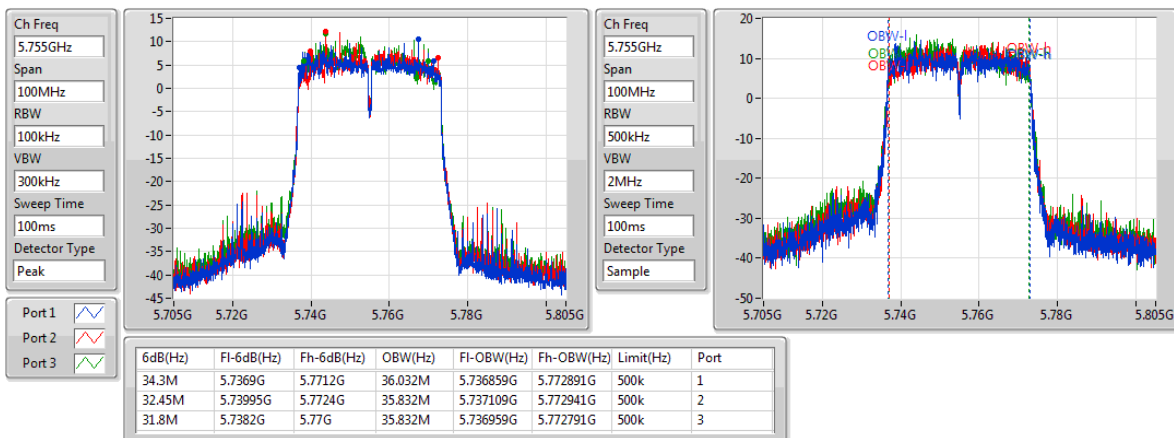 Ch Freq
5.755GHz
Span
100MHz
RBW
100kHz
VBW
300kHz
Sweep Time
100ms
Detector Type
Peak
Port 1
Port 2
Port 3
15
10
5
0
-5
-10
-15
-20
-25
-30
-35
-40
-45
5.705G 5.72G 5.74G 5.76G 5.78G 5.805G
Ch Freq
5.755GHz
Span
100MHz
RBW
500kHz
VBW
2MHz
Sweep Time
100ms
Detector Type
Sample
20
10
0
-10
-20
-30
-40
-50
OBW-l
5.705G 5.72G 5.74G 5.76G 5.78G 5.805G
6dB(Hz) Fl-6dB(Hz) Fh-6dB(Hz) OBW(Hz) Fl-OBW(Hz) Fh-OBW(Hz) Limit(Hz) Port
34.3M 5.7369G 5.7712G 36.032M 5.736859G 5.772891G 500k 1
32.45M 5.73995G 5.7724G 35.832M 5.737109G 5.772941G 500k 2
31.8M 5.7382G 5.77G 35.832M 5.736959G 5.772791G 500k 3